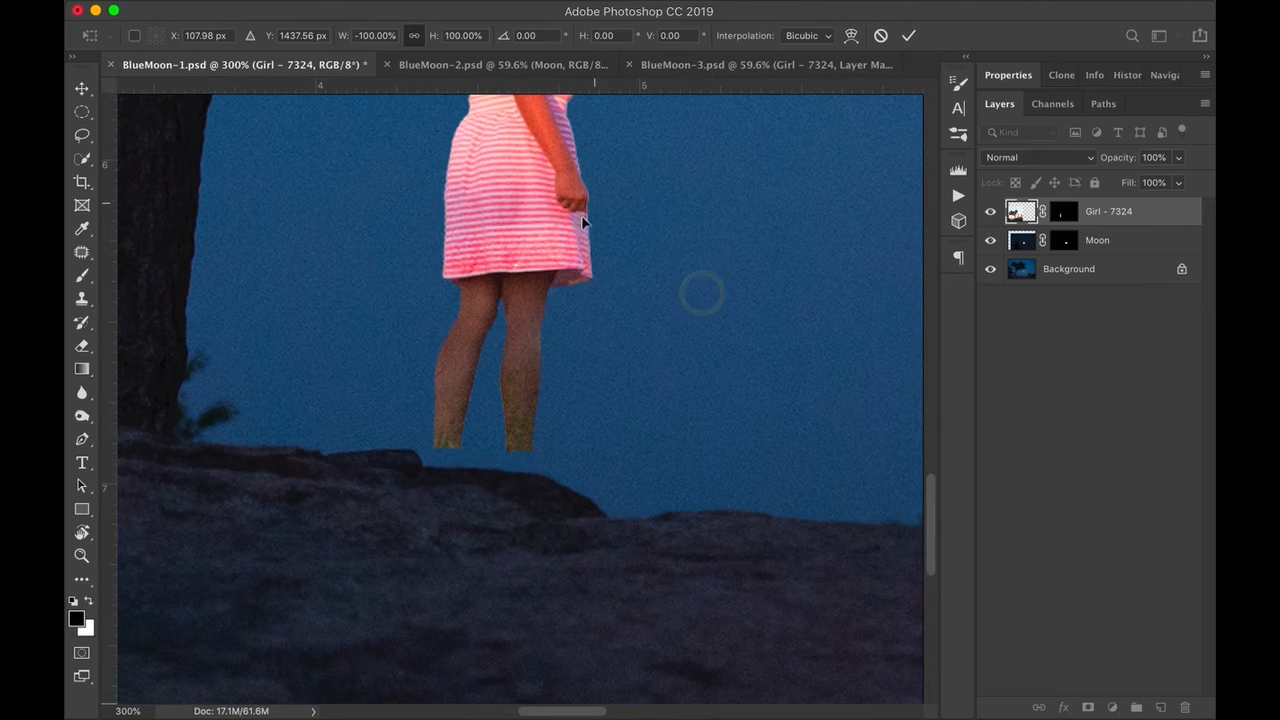 Adobe Photoshop CC 2019
X: 107.98 px Y: 1437.56 px W: -100.00% H: 100.00% 0.00 ° H: 0.00 V: 0.00 ° Interpolation: Bicubic
× BlueMoon-1.psd @ 300% (Girl - 7324, RGB/8*) * × BlueMoon-2.psd @ 59.6% (Moon, RGB/8... × BlueMoon-3.psd @ 59.6% (Girl - 7324, Layer Ma...
Properties Clone Info Histor Naviga
4 5
Layers Channels Paths
Kind
Normal Opacity: 100%
6
Lock: Fill: 100%
Girl - 7324
Moon
Background
7
300% Doc: 17.1M/61.6M